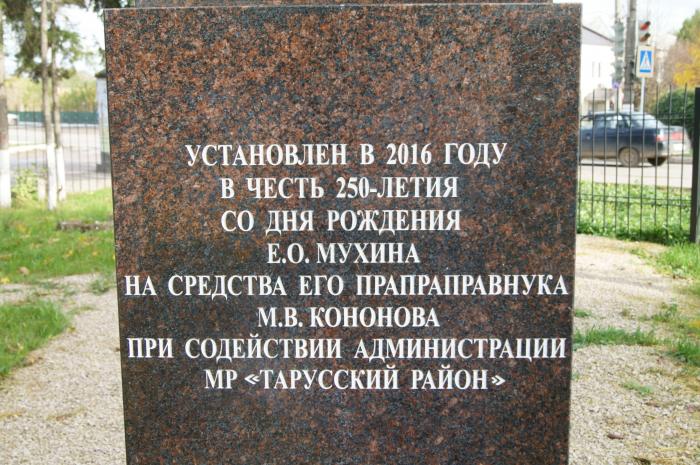 УСТАНОВЛЕН В 2016 ГОДУ
В ЧЕСТЬ 250-ЛЕТИЯ
СО ДНЯ РОЖДЕНИЯ
Е.О. МУХИНА
НА СРЕДСТВА ЕГО ПРАПРАПРАВНУКА
М.В. КОНОНОВА
ПРИ СОДЕЙСТВИИ АДМИНИСТРАЦИИ
МР «ТАРУССКИЙ РАЙОН»